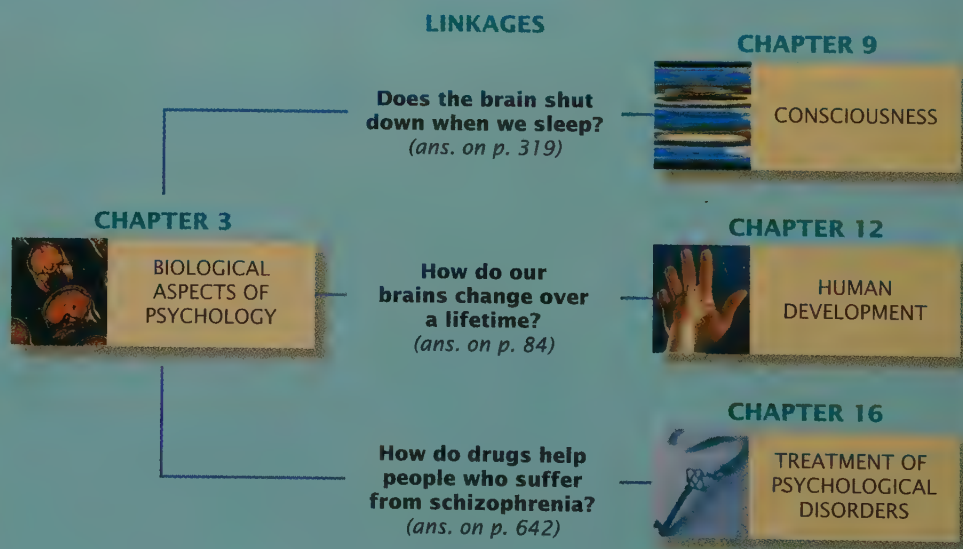 LINKAGES
CHAPTER 9
Does the brain shut
down when we sleep?
(ans. on p. 319)
CONSCIOUSNESS
CHAPTER 3
BIOLOGICAL
ASPECTS OF
PSYCHOLOGY
How do our
brains change over
a lifetime?
(ans. on p. 84)
CHAPTER 12
HUMAN
DEVELOPMENT
How do drugs help
people who suffer
from schizophrenia?
(ans. on p. 642)
CHAPTER 16
TREATMENT OF
PSYCHOLOGICAL
DISORDERS